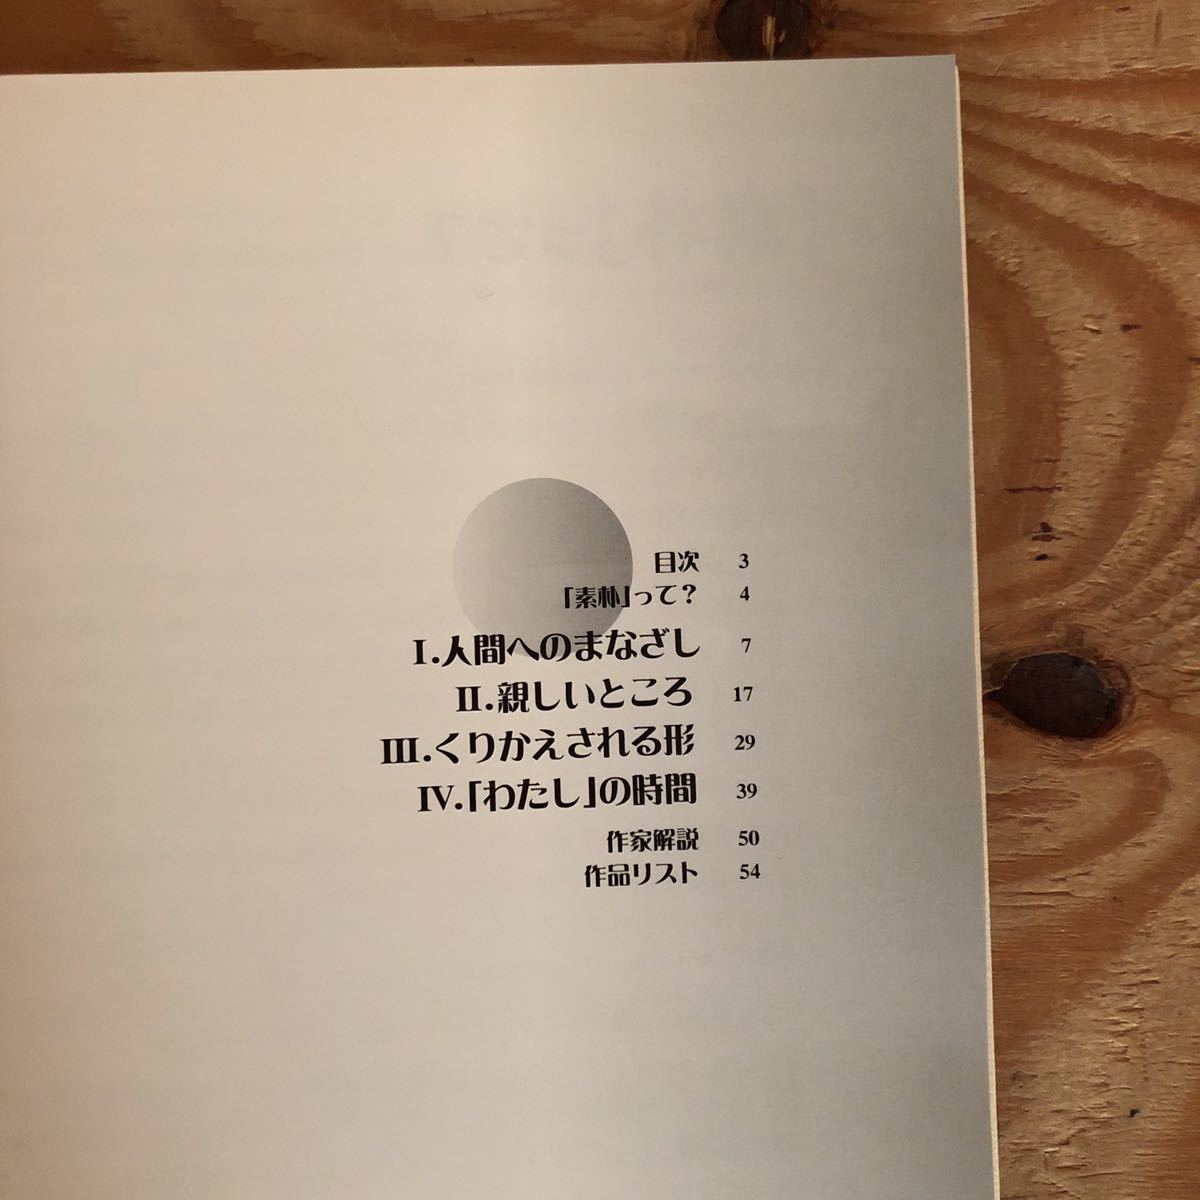 目次 3
「素朴」って? 4
I.人間へのまなざし 7
II.親しいところ 17
III.くりかえされる形 29
IV.「わたし」の時間 39
作家解説 50
作品リスト 54